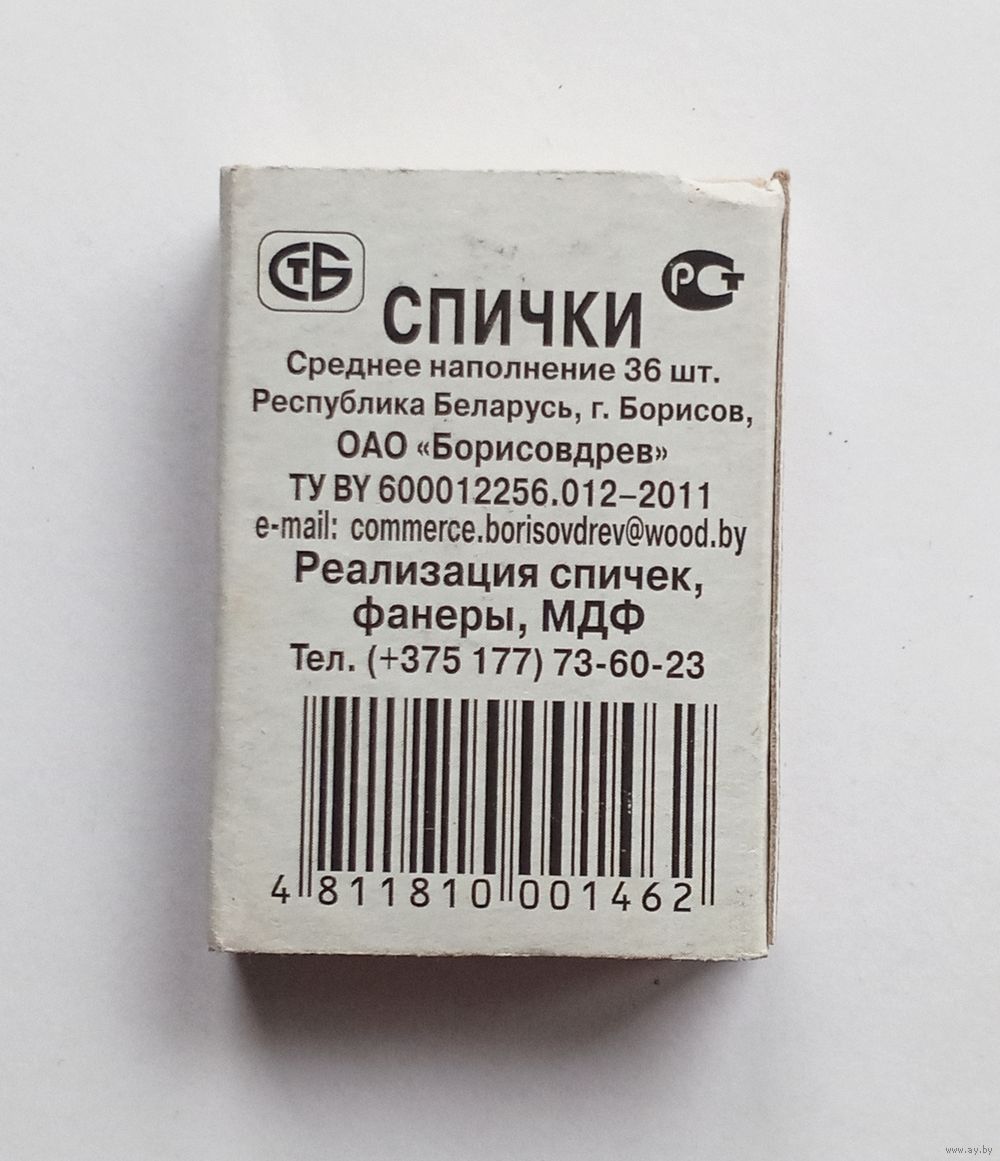 СТБ
РСТ
СПИЧКИ
Среднее наполнение 36 шт.
Республика Беларусь, г. Борисов,
ОАО «Борисовдрев»
ТУ BY 600012256.012–2011
e-mail: commerce.borisovdrev@wood.by
Реализация спичек,
фанеры, МДФ
Тел. (+375 177) 73-60-23
4 811810 001462
www.ay.by